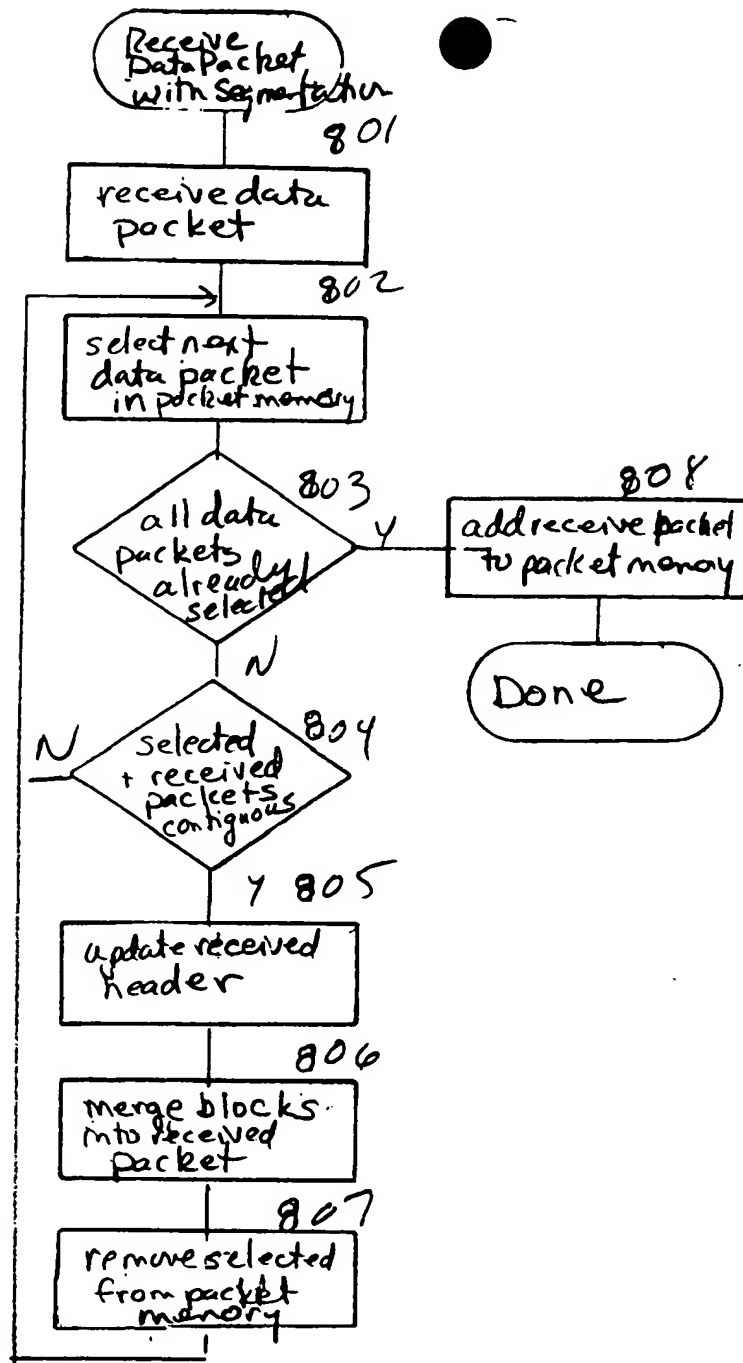 Receive
Data Packet
with Segmentation
801
receive data
packet
802
select next
data packet
in packet memory
803
all data
packets
already
selected
Y
808
add receive packet
to packet memory
Done
N
804
N
selected
+ received
packets
contiguous
Y
805
update received
header
806
merge blocks
into received
packet
807
remove selected
from packet
memory